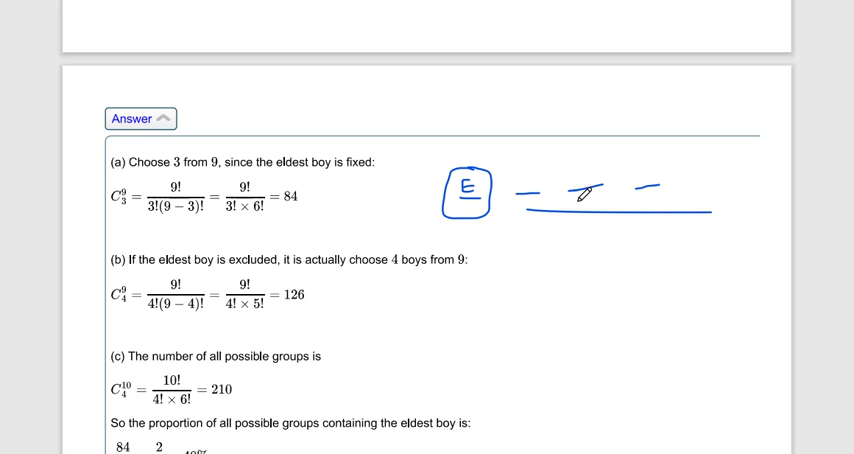 Answer
(a) Choose 3 from 9, since the eldest boy is fixed:
C₃⁹ = 9! / 3!(9 − 3)! = 9! / 3! × 6! = 84
E
(b) If the eldest boy is excluded, it is actually choose 4 boys from 9:
C₄⁹ = 9! / 4!(9 − 4)! = 9! / 4! × 5! = 126
(c) The number of all possible groups is
C₄¹⁰ = 10! / 4! × 6! = 210
So the proportion of all possible groups containing the eldest boy is:
84 2